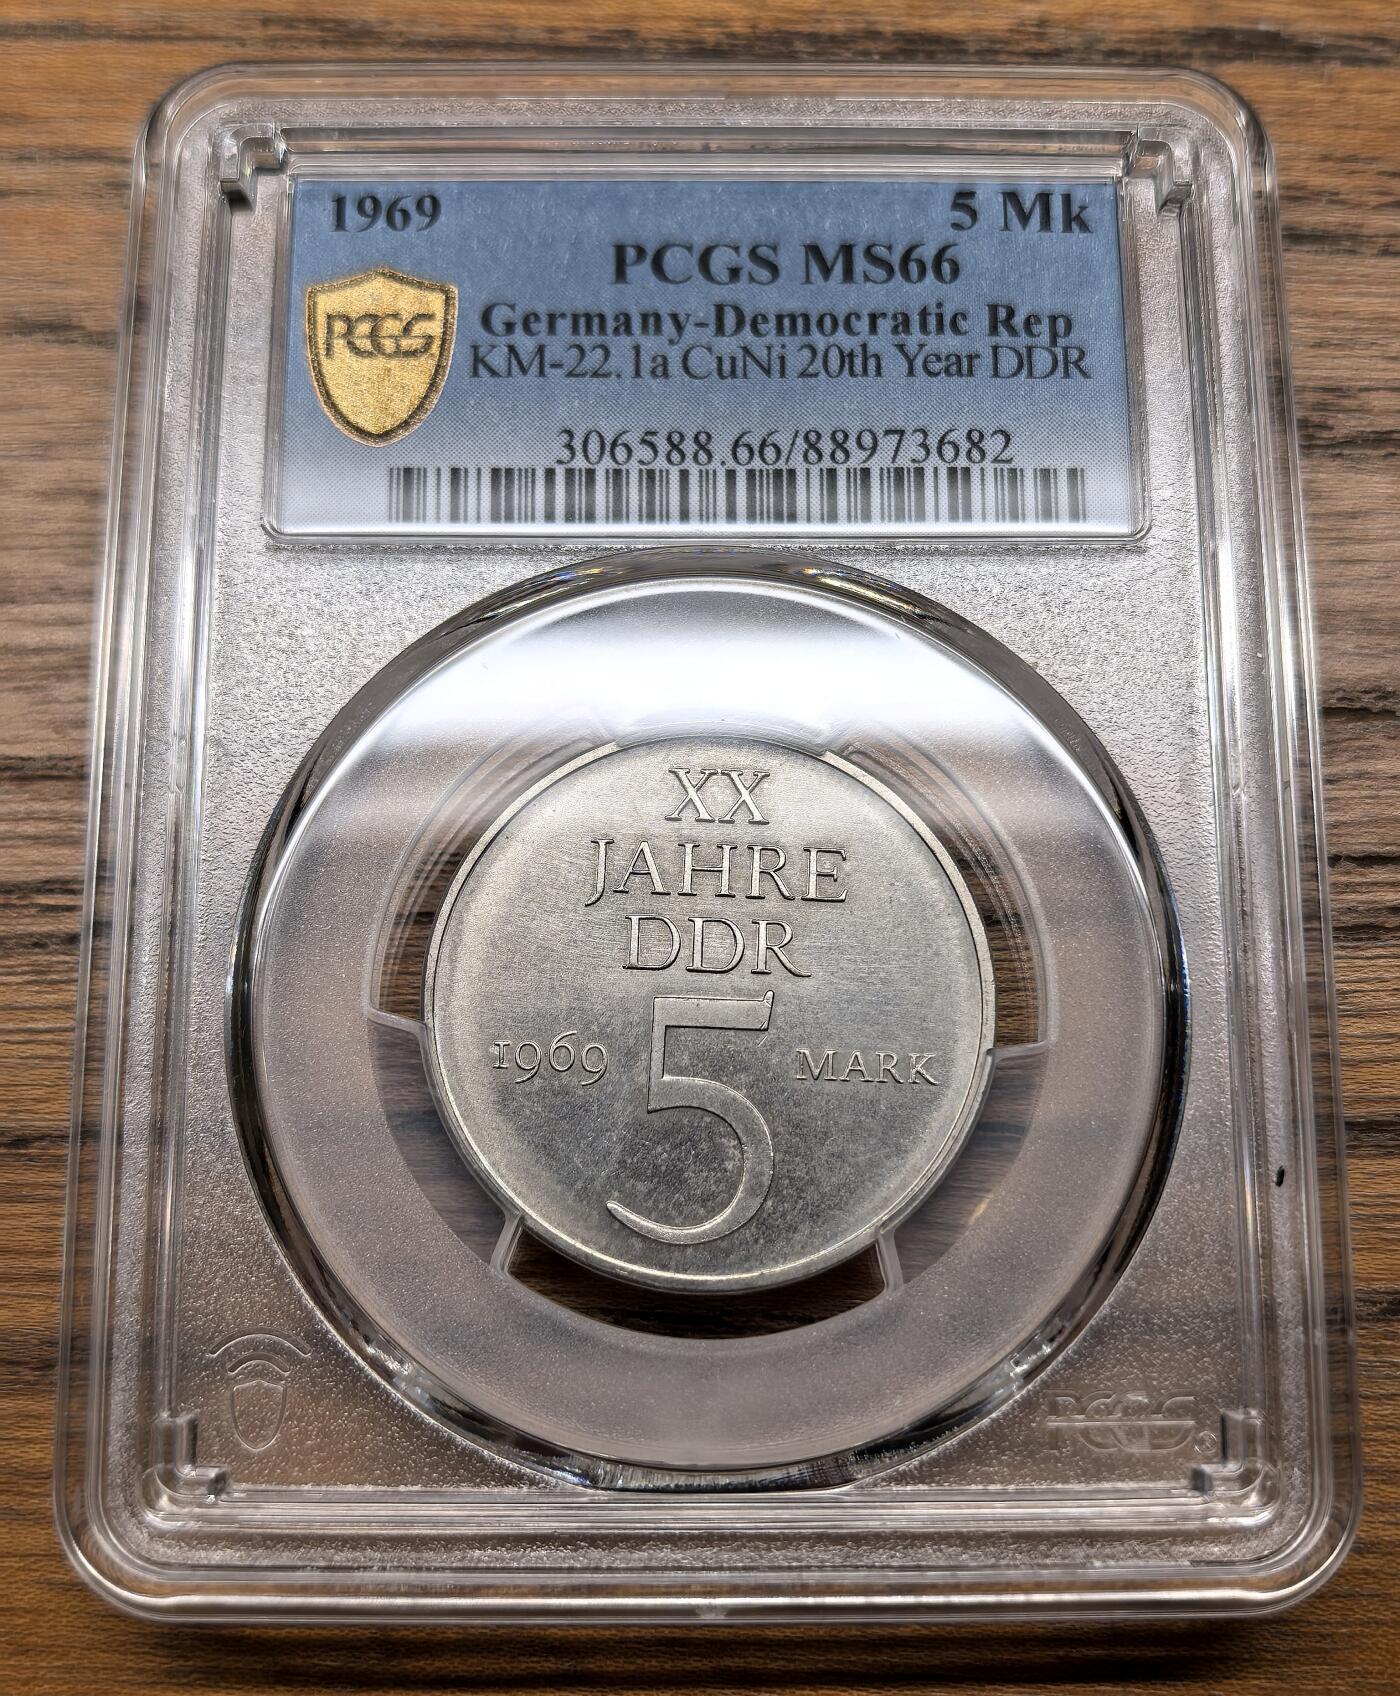 1969
5 Mk
PCGS MS66
PCGS
Germany-Democratic Rep
KM-22.1a CuNi 20th Year DDR
306588.66/88973682
XX
JAHRE
DDR
1969 5 MARK
PCGS®